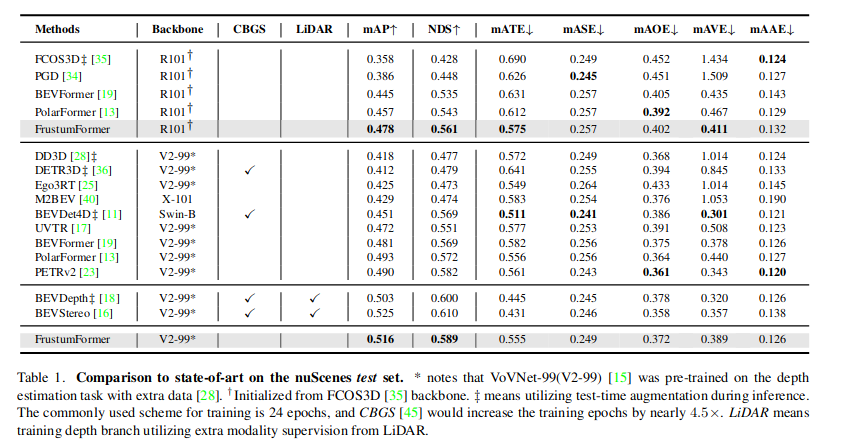 Methods Backbone CBGS LiDAR mAP↑ NDS↑ mATE↓ mASE↓ mAOE↓ mAVE↓ mAAE↓
FCOS3D‡ [35] R101† 0.358 0.428 0.690 0.249 0.452 1.434 0.124
PGD [34] R101† 0.386 0.448 0.626 0.245 0.451 1.509 0.127
BEVFormer [19] R101† 0.445 0.535 0.631 0.257 0.405 0.435 0.143
PolarFormer [13] R101† 0.457 0.543 0.612 0.257 0.392 0.467 0.129
FrustumFormer R101† 0.478 0.561 0.575 0.257 0.402 0.411 0.132
DD3D [28]‡ V2-99* 0.418 0.477 0.572 0.249 0.368 1.014 0.124
DETR3D‡ [36] V2-99* ✓ 0.412 0.479 0.641 0.255 0.394 0.845 0.133
Ego3RT [25] V2-99* 0.425 0.473 0.549 0.264 0.433 1.014 0.145
M2BEV [40] X-101 0.429 0.474 0.583 0.254 0.376 1.053 0.190
BEVDet4D‡ [11] Swin-B ✓ 0.451 0.569 0.511 0.241 0.386 0.301 0.121
UVTR [17] V2-99* 0.472 0.551 0.577 0.253 0.391 0.508 0.123
BEVFormer [19] V2-99* 0.481 0.569 0.582 0.256 0.375 0.378 0.126
PolarFormer [13] V2-99* 0.493 0.572 0.556 0.256 0.364 0.440 0.127
PETRv2 [23] V2-99* 0.490 0.582 0.561 0.243 0.361 0.343 0.120
BEVDepth‡ [18] V2-99* ✓ ✓ 0.503 0.600 0.445 0.245 0.378 0.320 0.126
BEVStereo [16] V2-99* ✓ ✓ 0.525 0.610 0.431 0.246 0.358 0.357 0.138
FrustumFormer V2-99* 0.516 0.589 0.555 0.249 0.372 0.389 0.126
Table 1. Comparison to state-of-art on the nuScenes test set. * notes that VoVNet-99(V2-99) [15] was pre-trained on the depth
estimation task with extra data [28]. † Initialized from FCOS3D [35] backbone. ‡ means utilizing test-time augmentation during inference.
The commonly used scheme for training is 24 epochs, and CBGS [45] would increase the training epochs by nearly 4.5×. LiDAR means
training depth branch utilizing extra modality supervision from LiDAR.